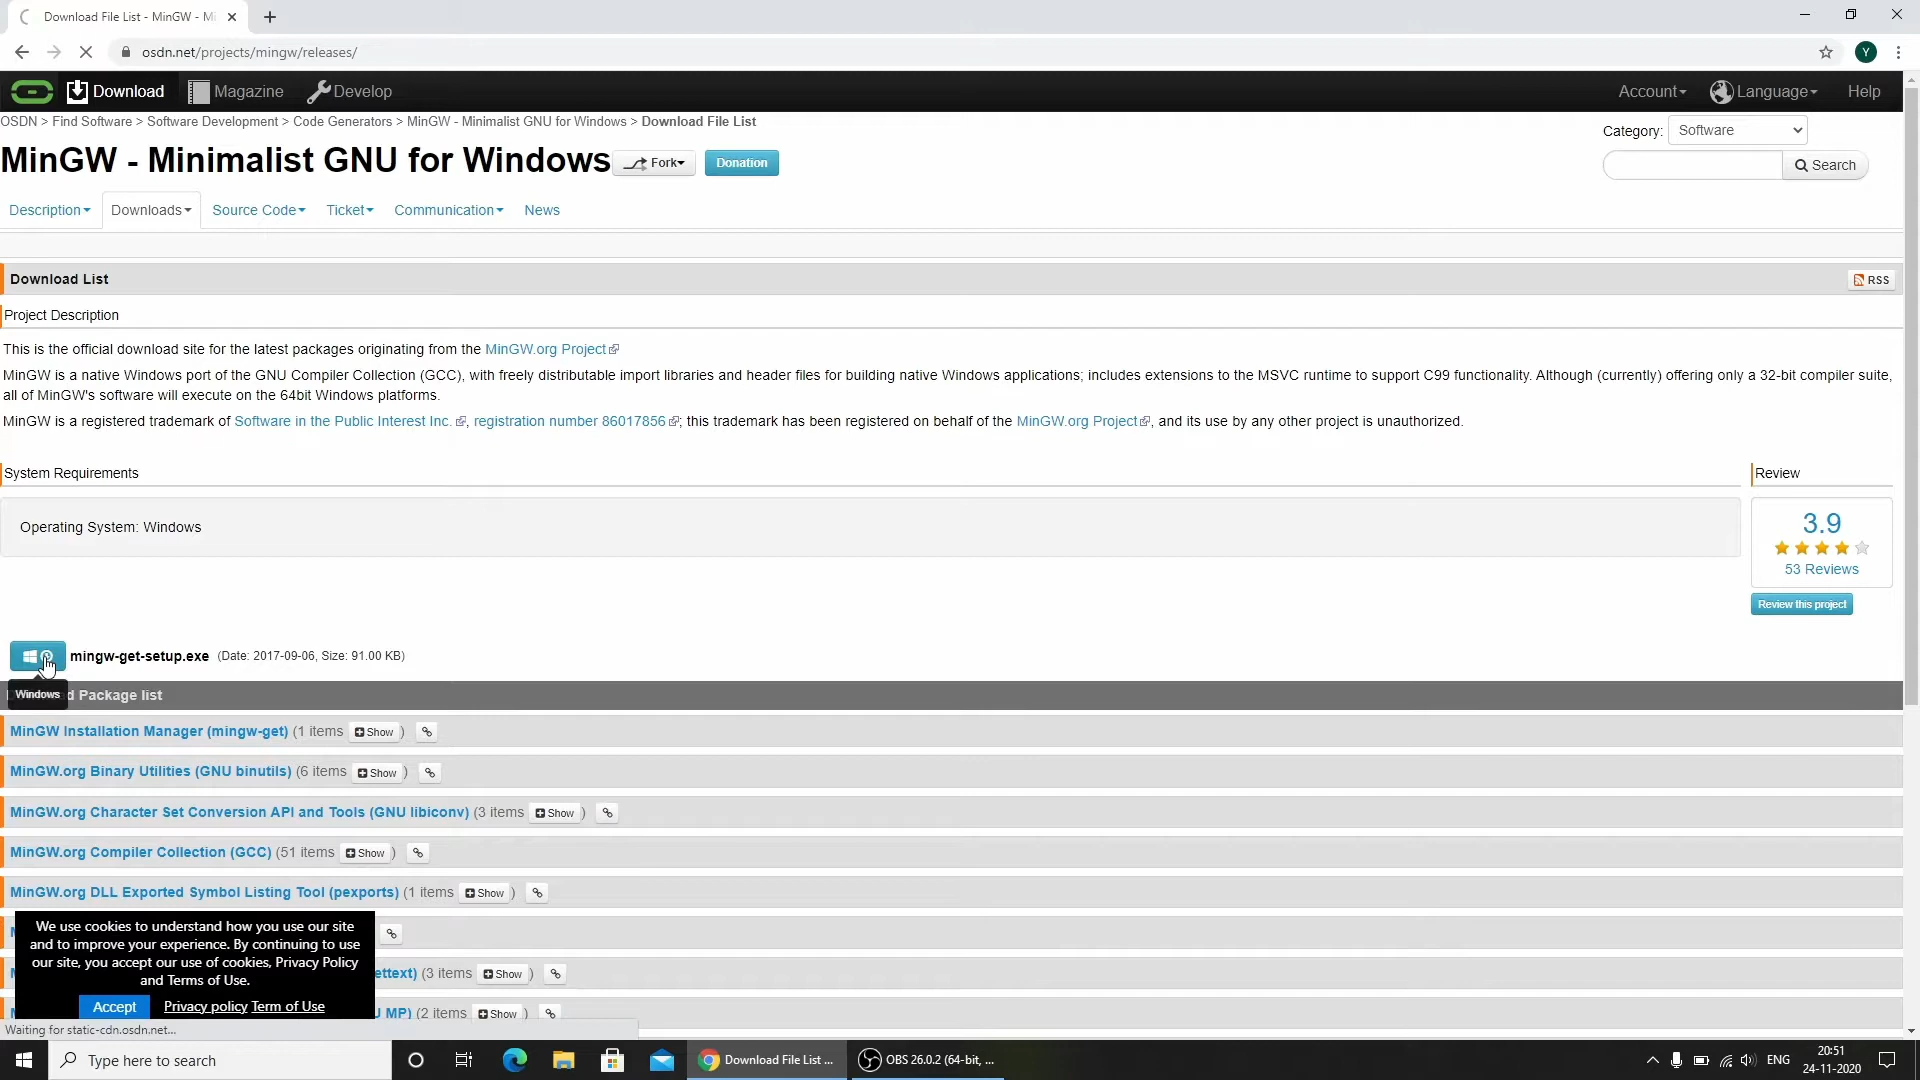 Download File List - MinGW - Mi
osdn.net/projects/mingw/releases/
Y
Download Magazine Develop Account Language Help
OSDN > Find Software > Software Development > Code Generators > MinGW - Minimalist GNU for Windows > Download File List
Category: Software
MinGW - Minimalist GNU for Windows Fork Donation
Search
Description Downloads Source Code Ticket Communication News
Download List
RSS
Project Description
This is the official download site for the latest packages originating from the MinGW.org Project
MinGW is a native Windows port of the GNU Compiler Collection (GCC), with freely distributable import libraries and header files for building native Windows applications; includes extensions to the MSVC runtime to support C99 functionality. Although (currently) offering only a 32-bit compiler suite,
all of MinGW's software will execute on the 64bit Windows platforms.
MinGW is a registered trademark of Software in the Public Interest Inc. , registration number 86017856 ; this trademark has been registered on behalf of the MinGW.org Project , and its use by any other project is unauthorized.
System Requirements
Review
Operating System: Windows
3.9
53 Reviews
Review this project
mingw-get-setup.exe (Date: 2017-09-06, Size: 91.00 KB)
Windows
d Package list
MinGW Installation Manager (mingw-get) (1 items Show )
MinGW.org Binary Utilities (GNU binutils) (6 items Show )
MinGW.org Character Set Conversion API and Tools (GNU libiconv) (3 items Show )
MinGW.org Compiler Collection (GCC) (51 items Show )
MinGW.org DLL Exported Symbol Listing Tool (pexports) (1 items Show )
We use cookies to understand how you use our site
and to improve your experience. By continuing to use
our site, you accept our use of cookies, Privacy Policy
and Terms of Use.
Accept Privacy policy Term of Use
ettext) (3 items Show )
MP) (2 items Show )
Waiting for static-cdn.osdn.net...
Type here to search
Download File List ...
OBS 26.0.2 (64-bit, ...
ENG
20:51
24-11-2020